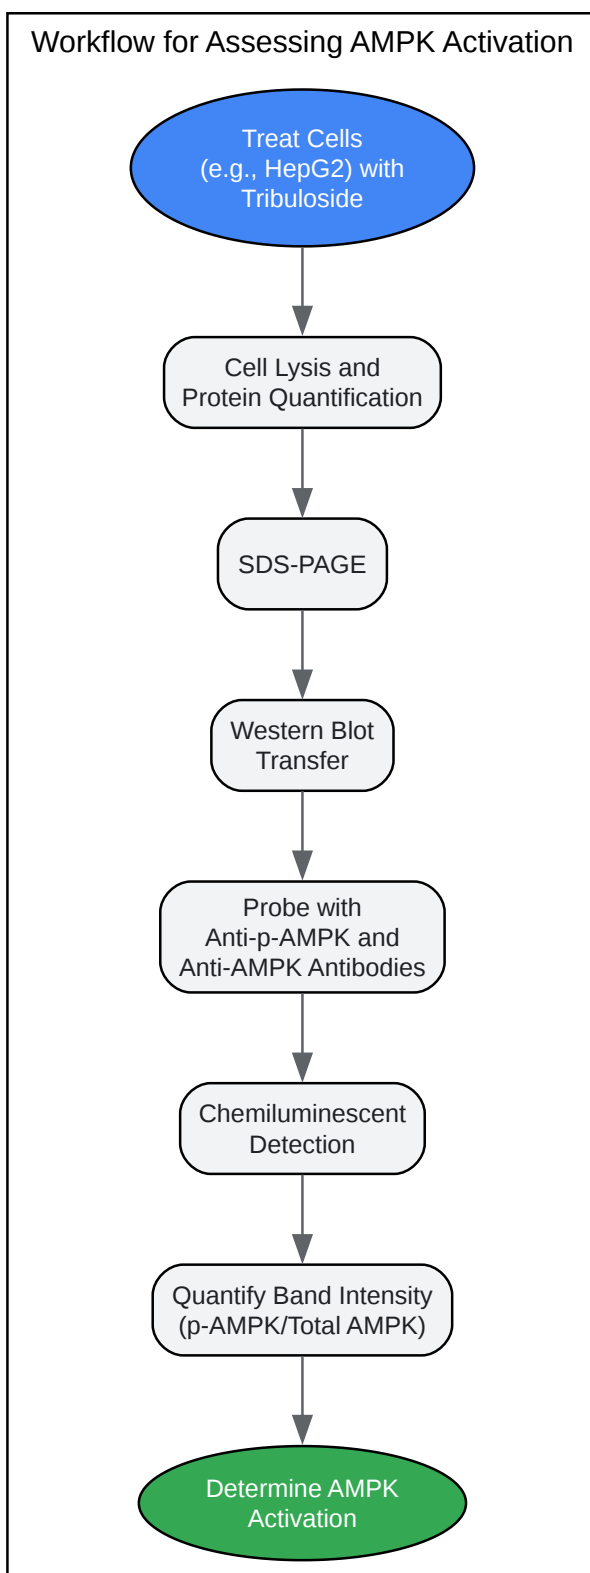 Workflow for Assessing AMPK Activation
Treat Cells
(e.g., HepG2) with
Tribuloside
Cell Lysis and
Protein Quantification
SDS-PAGE
Western Blot
Transfer
Probe with
Anti-p-AMPK and
Anti-AMPK Antibodies
Chemiluminescent
Detection
Quantify Band Intensity
(p-AMPK/Total AMPK)
Determine AMPK
Activation